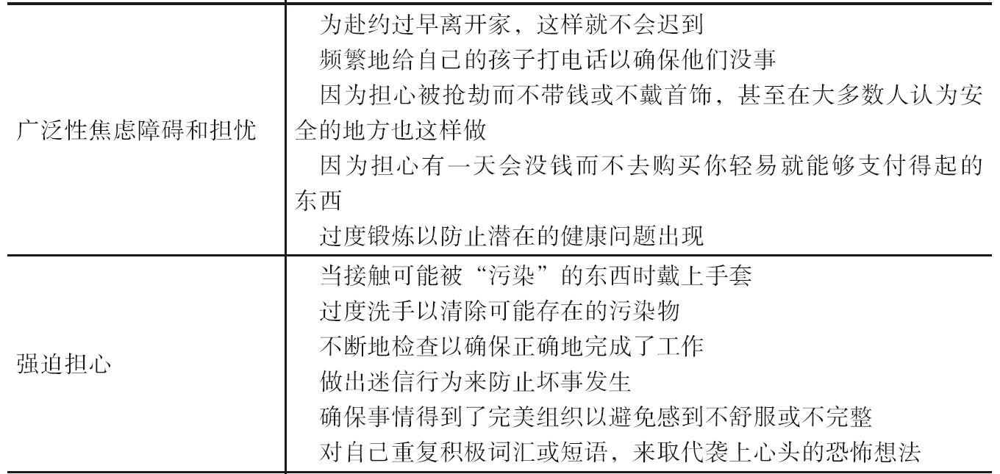 广泛性焦虑障碍和担忧
为赴约过早离开家，这样就不会迟到
频繁地给自己的孩子打电话以确保他们没事
因为担心被抢劫而不带钱或不戴首饰，甚至在大多数人认为安
全的地方也这样做
因为担心有一天会没钱而不去购买你轻易就能够支付得起的
东西
过度锻炼以防止潜在的健康问题出现
强迫担心
当接触可能被“污染”的东西时戴上手套
过度洗手以清除可能存在的污染物
不断地检查以确保正确地完成了工作
做出迷信行为来防止坏事发生
确保事情得到了完美组织以避免感到不舒服或不完整
对自己重复积极词汇或短语，来取代袭上心头的恐怖想法